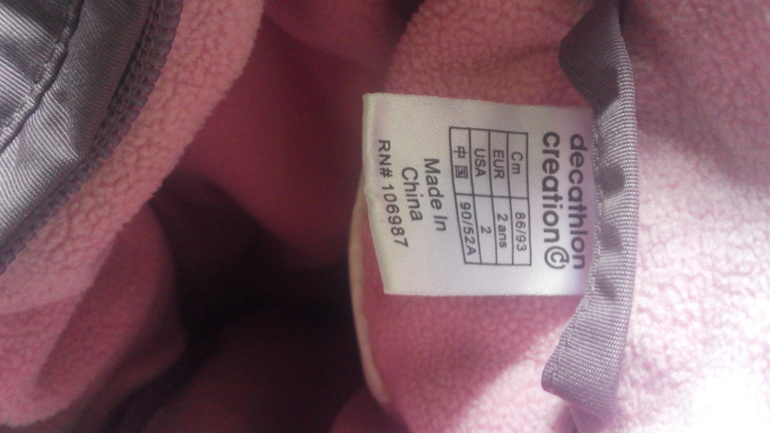 decathlon
creation©
Cm 86/93
EUR 2 ans
USA 2
中国 90/52A
Made In
China
RN# 106987